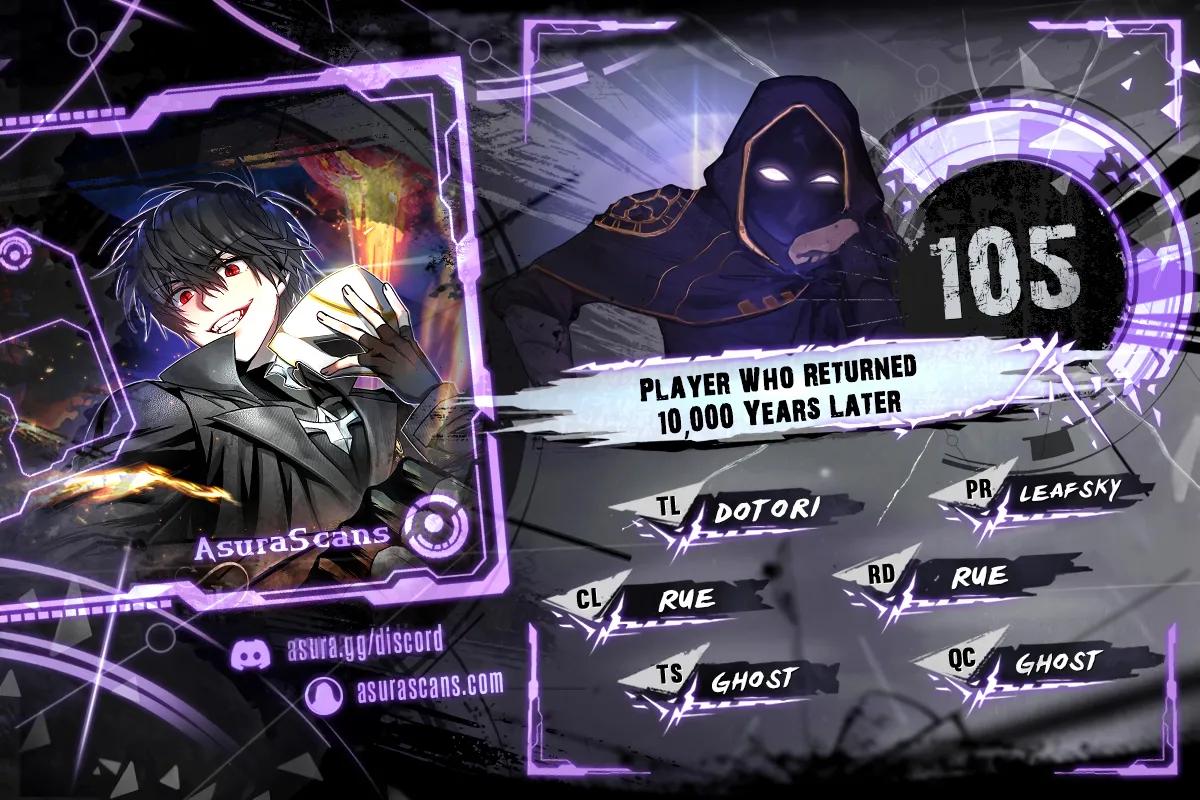 105
PLAYER WHO RETURNED
10,000 YEARS LATER
TL DOTORI
PR LEAFSKY
CL RUE
RD RUE
TS GHOST
QC GHOST
AsuraScans
asura.gg/discord
asurascans.com